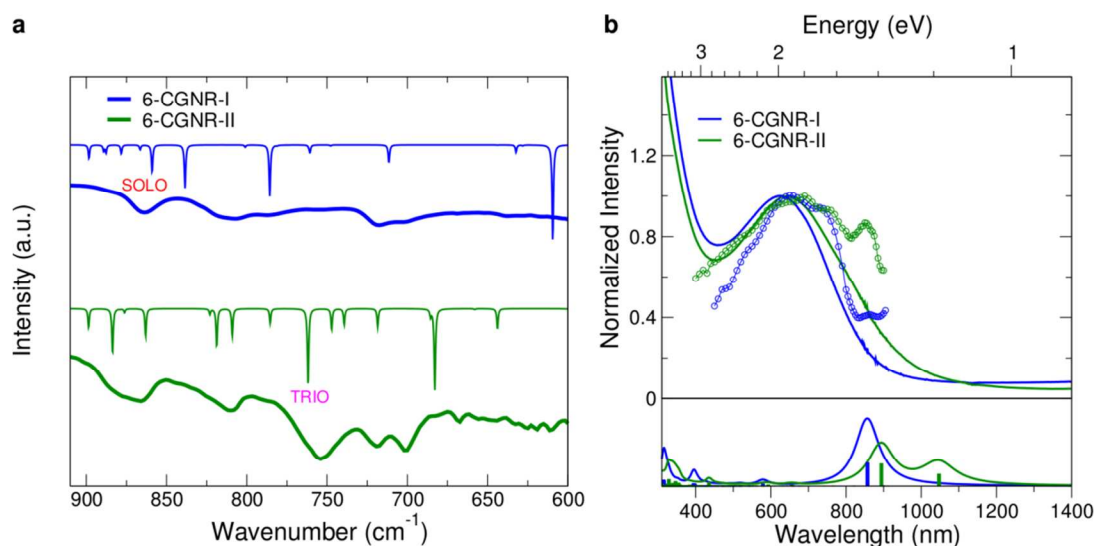 a
6-CGNR-I
6-CGNR-II
SOLO
TRIO
Intensity (a.u.)
900 850 800 750 700 650 600
Wavenumber (cm⁻¹)
b
Energy (eV)
3 2 1
6-CGNR-I
6-CGNR-II
Normalized Intensity
1.2
0.8
0.4
0
400 600 800 1000 1200 1400
Wavelength (nm)